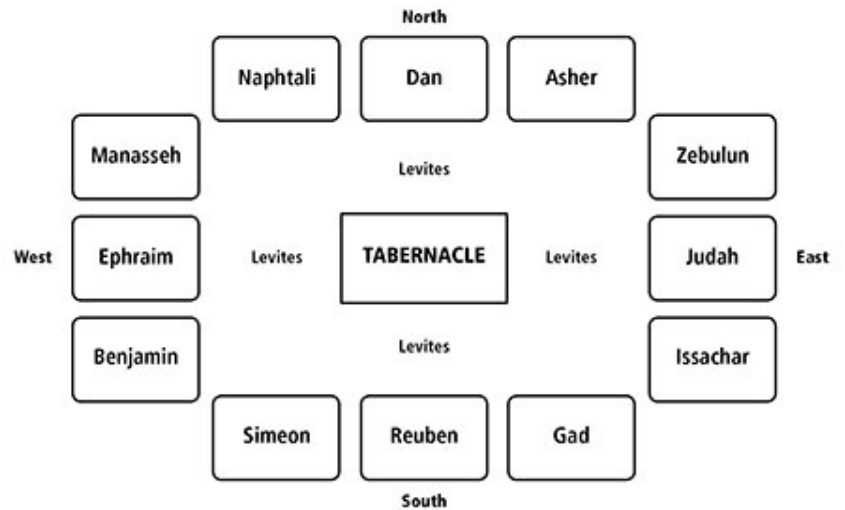 North
Naphtali
Dan
Asher
Manasseh
Levites
Zebulun
West
Ephraim
Levites
TABERNACLE
Levites
Judah
East
Benjamin
Levites
Issachar
Simeon
Reuben
Gad
South